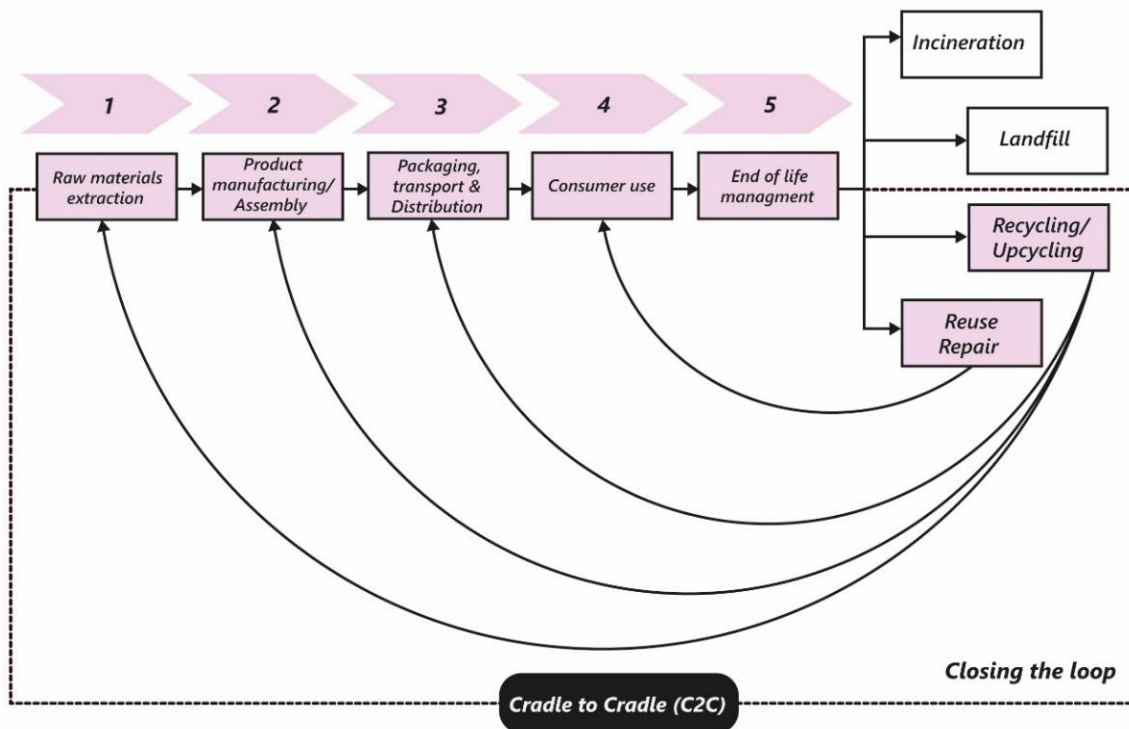 Incineration
1
2
3
4
5
Landfill
Raw materials
extraction
Product
manufacturing/
Assembly
Packaging,
transport &
Distribution
Consumer use
End of life
managment
Recycling/
Upcycling
Reuse
Repair
Closing the loop
Cradle to Cradle (C2C)